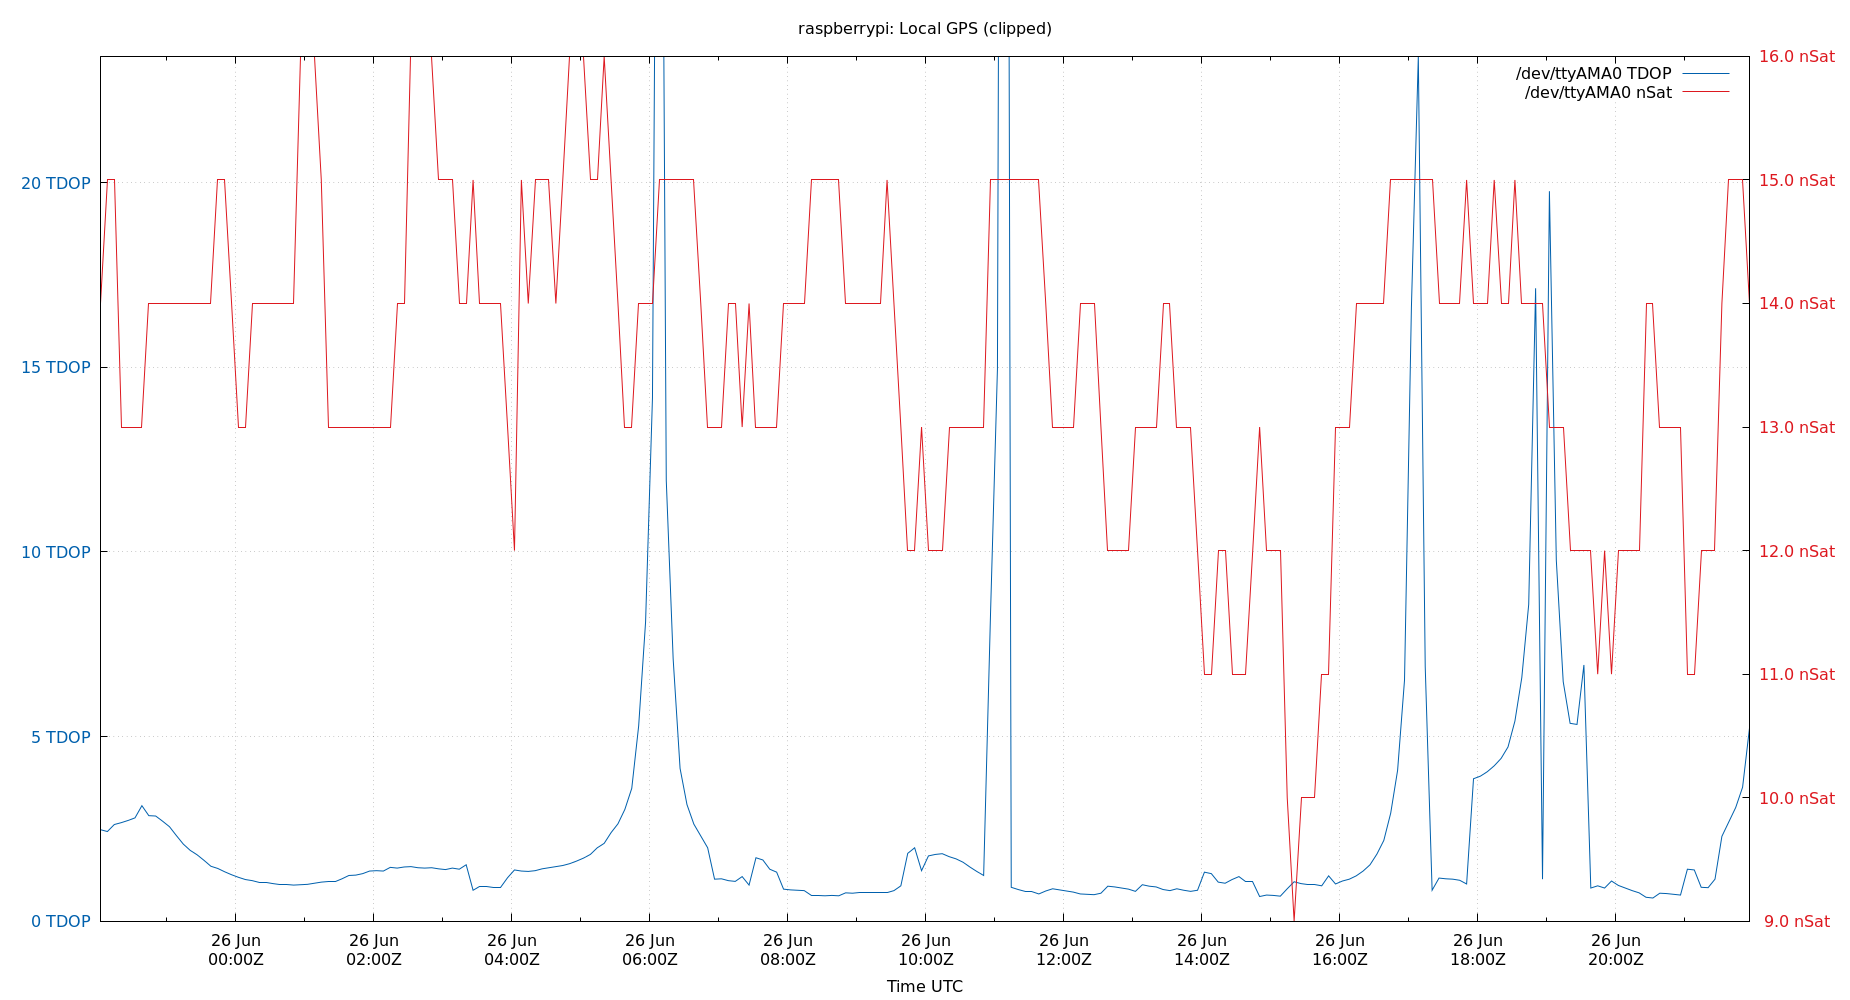 raspberrypi: Local GPS (clipped)
/dev/ttyAMA0 TDOP
/dev/ttyAMA0 nSat
20 TDOP
15 TDOP
10 TDOP
5 TDOP
0 TDOP
16.0 nSat
15.0 nSat
14.0 nSat
13.0 nSat
12.0 nSat
11.0 nSat
10.0 nSat
9.0 nSat
26 Jun 26 Jun 26 Jun 26 Jun 26 Jun 26 Jun 26 Jun 26 Jun 26 Jun 26 Jun 26 Jun
00:00Z 02:00Z 04:00Z 06:00Z 08:00Z 10:00Z 12:00Z 14:00Z 16:00Z 18:00Z 20:00Z
Time UTC